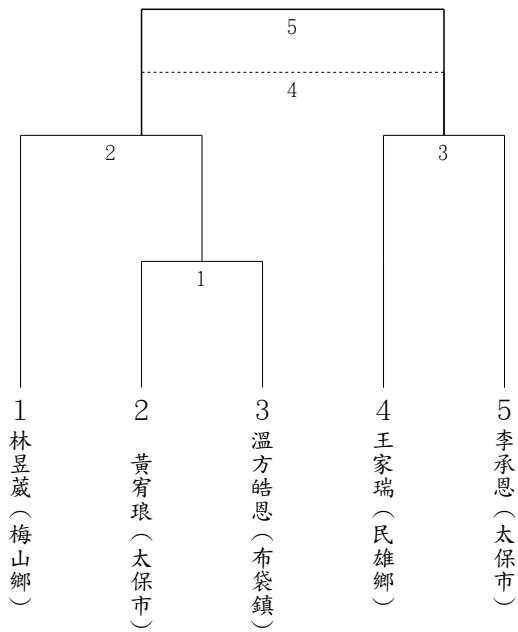 5
4
2
3
1
1 林昱葳（梅山鄉）
2 黃宥琅（太保市）
3 溫方皓恩（布袋鎮）
4 王家瑞（民雄鄉）
5 李承恩（太保市）